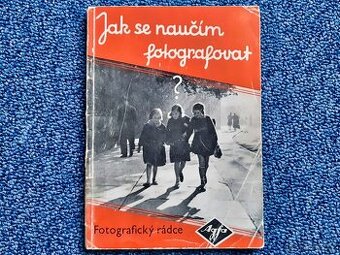 Jak se naučím
fotografovat
?
Fotografický rádce
Agfa